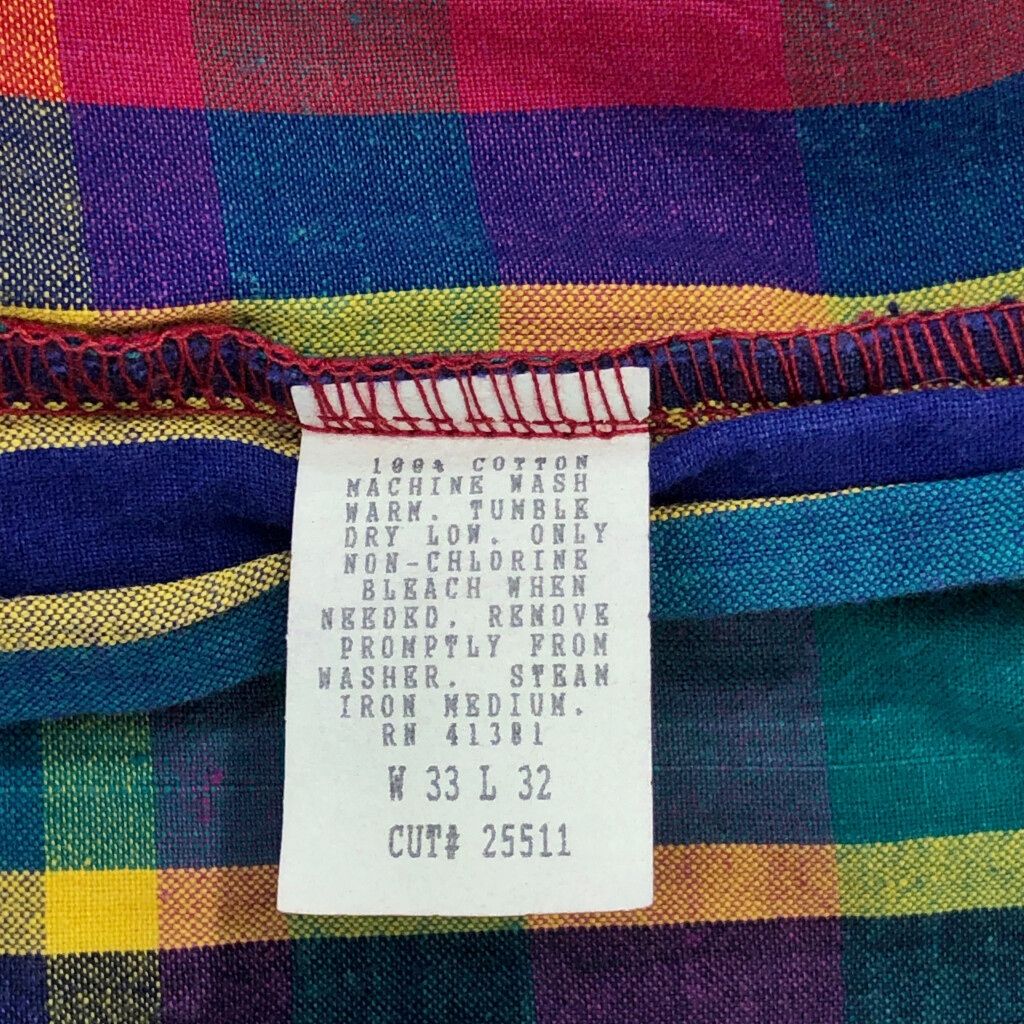 100% COTTON
MACHINE WASH
WARM. TUMBLE
DRY LOW. ONLY
NON-CHLORINE
BLEACH WHEN
NEEDED. REMOVE
PROMPTLY FROM
WASHER. STEAM
IRON MEDIUM.
RN 41381
W 33 L 32
CUT# 25511